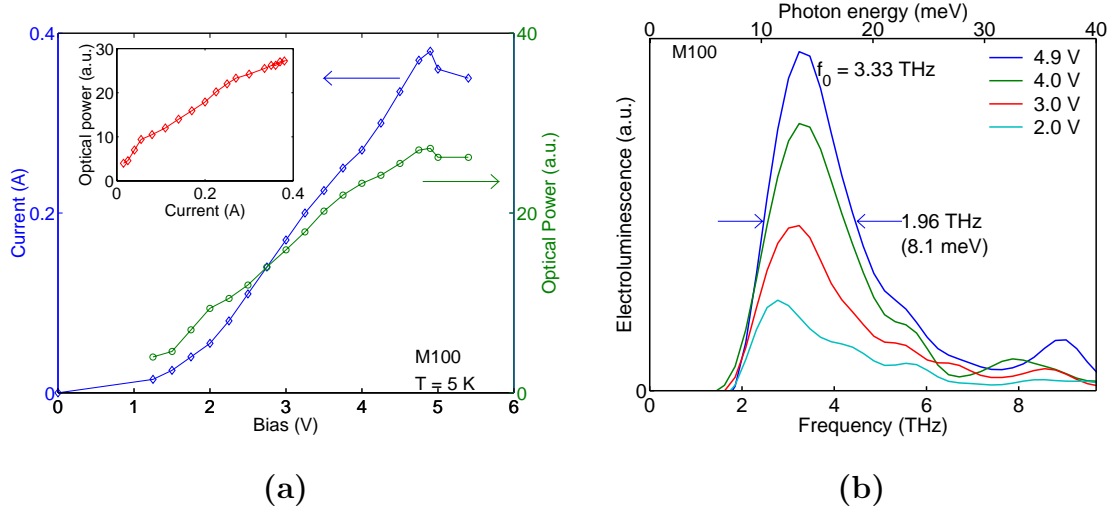 0.4
0.2
0
Current (A)
30
20
10
0
Optical power (a.u.)
0
0.2
0.4
Current (A)
40
20
0
Optical Power (a.u.)
M100
T = 5 K
0
1
2
3
4
5
6
Bias (V)
(a)
Photon energy (meV)
0
10
20
30
40
M100
f0 = 3.33 THz
4.9 V
4.0 V
3.0 V
2.0 V
1.96 THz
(8.1 meV)
Electroluminescence (a.u.)
0
0
2
4
6
8
Frequency (THz)
(b)